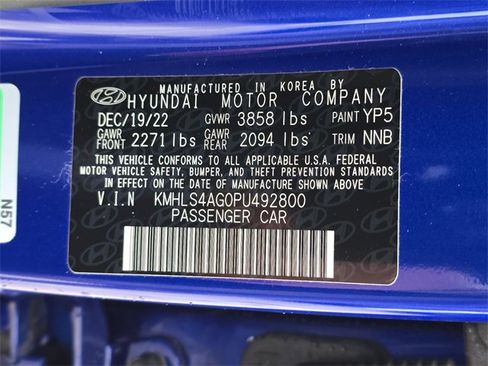 MANUFACTURED IN KOREA BY
HYUNDAI MOTOR COMPANY
DEC/19/22 GVWR 3858 lbs PAINT YP5
GAWR FRONT 2271 lbs GAWR REAR 2094 lbs TRIM NNB
THIS VEHICLE CONFORMS TO ALL APPLICABLE U.S.A. FEDERAL
MOTOR VEHICLE SAFETY, BUMPER, AND THEFT PREVENTION STANDARDS
IN EFFECT ON THE DATE OF MANUFACTURE SHOWN ABOVE.
V.I.N KMHLS4AG0PU492800
PASSENGER CAR
N57